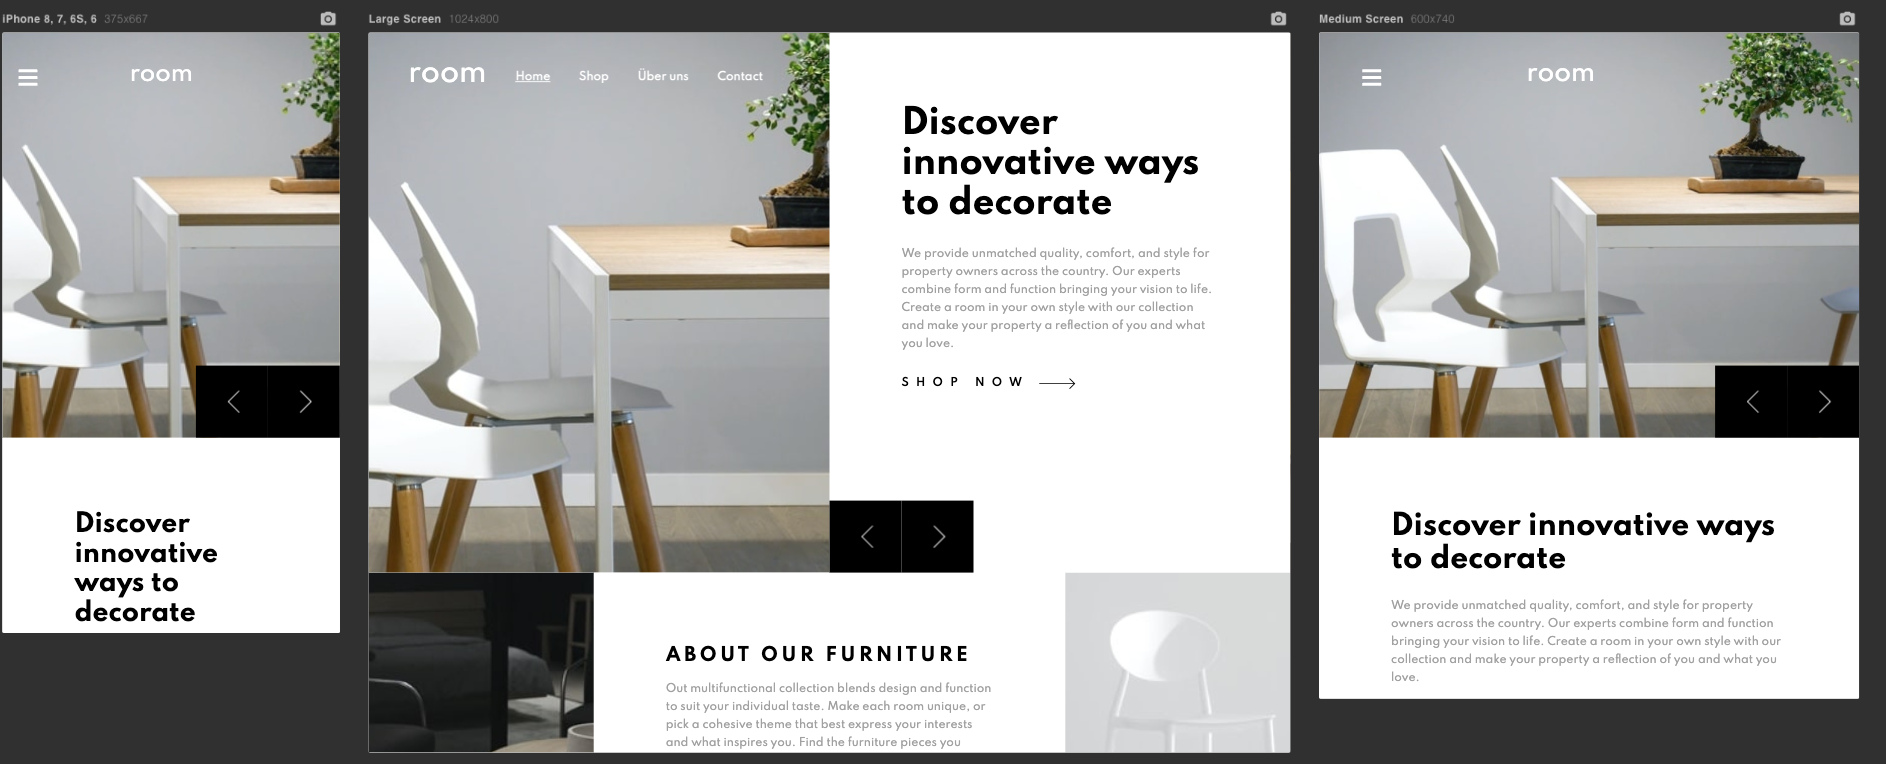 iPhone 8, 7, 6S, 6 375x667
room
Discover
innovative
ways to
decorate
Large Screen 1024x800
room Home Shop Über uns Contact
Discover
innovative ways
to decorate
We provide unmatched quality, comfort, and style for
property owners across the country. Our experts
combine form and function bringing your vision to life.
Create a room in your own style with our collection
and make your property a reflection of you and what
you love.
SHOP NOW
ABOUT OUR FURNITURE
Out multifunctional collection blends design and function
to suit your individual taste. Make each room unique, or
pick a cohesive theme that best express your interests
and what inspires you. Find the furniture pieces you
Medium Screen 600x740
room
Discover innovative ways
to decorate
We provide unmatched quality, comfort, and style for property
owners across the country. Our experts combine form and function
bringing your vision to life. Create a room in your own style with our
collection and make your property a reflection of you and what you
love.